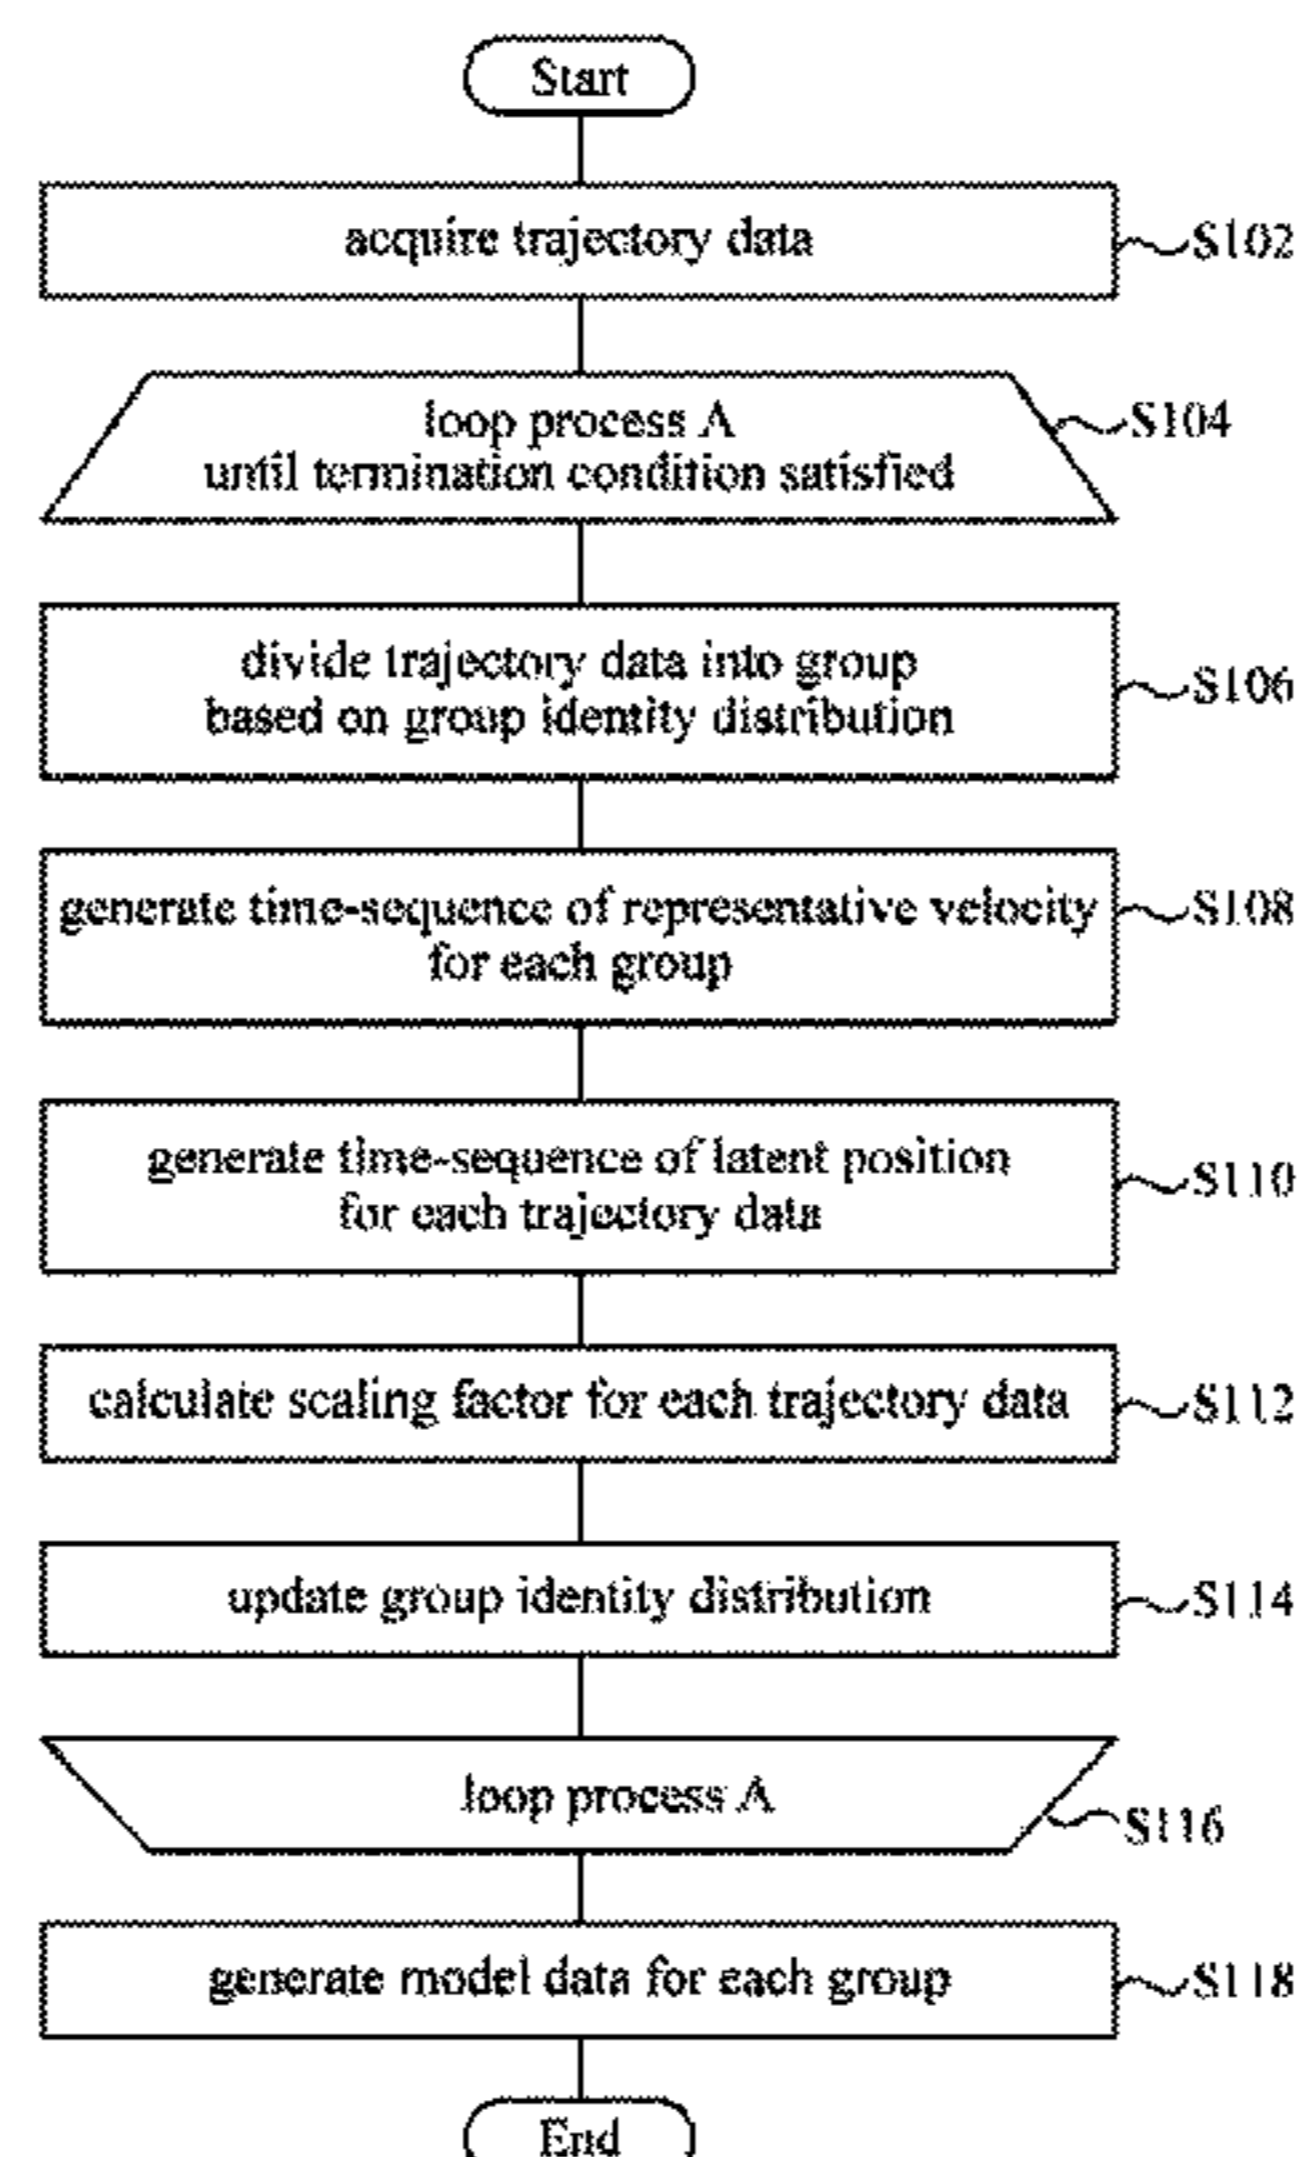 Start
acquire trajectory data
S102
loop process A
until termination condition satisfied
S104
divide trajectory data into group
based on group identity distribution
S106
generate time-sequence of representative velocity
for each group
S108
generate time-sequence of latent position
for each trajectory data
S110
calculate scaling factor for each trajectory data
S112
update group identity distribution
S114
loop process A
S116
generate model data for each group
S118
End